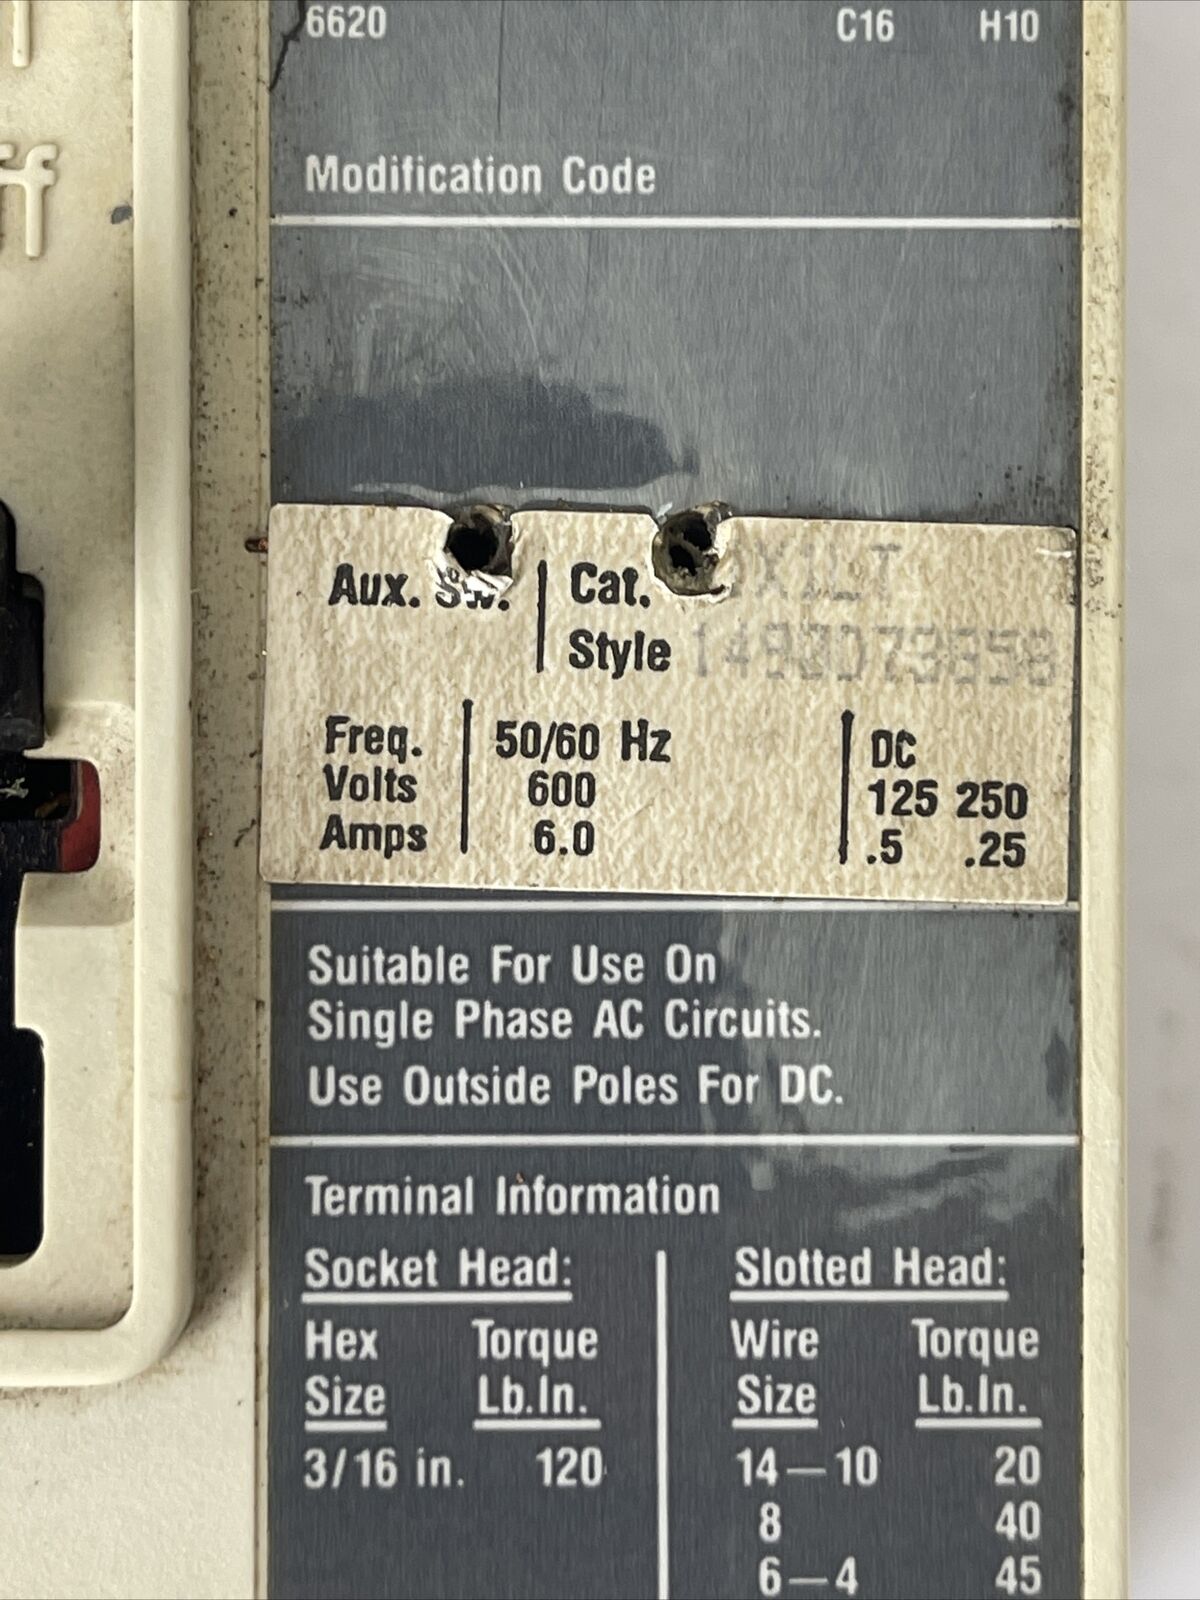 6620 C16 H10
Modification Code
Aux. Sw. Cat.
Style
Freq. 50/60 Hz DC
Volts 600 125 250
Amps 6.0 .5 .25
Suitable For Use On
Single Phase AC Circuits.
Use Outside Poles For DC.
Terminal Information
Socket Head: Slotted Head:
Hex Torque Wire Torque
Size Lb.In. Size Lb.In.
3/16 in. 120 14–10 20
8 40
6–4 45